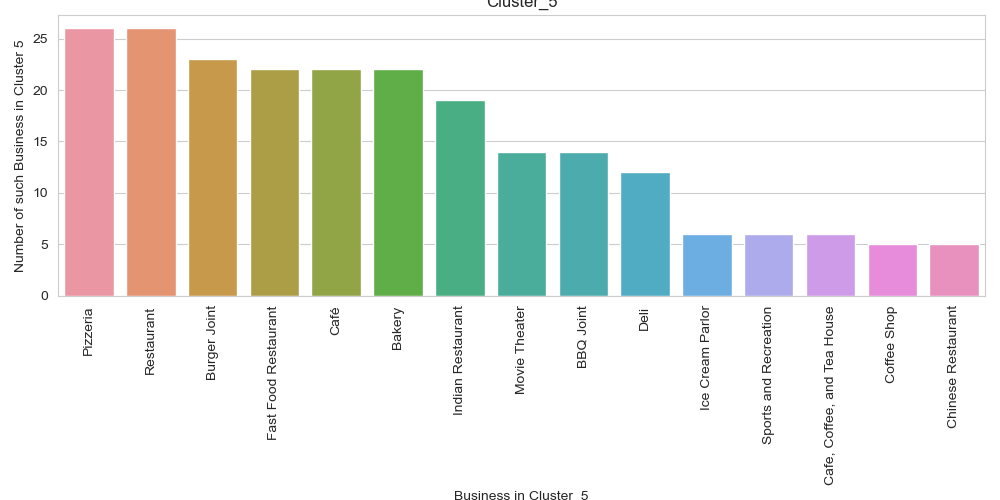 Cluster_5
Number of such Business in Cluster 5
25
20
15
10
5
0
Pizzeria
Restaurant
Burger Joint
Fast Food Restaurant
Café
Bakery
Indian Restaurant
Movie Theater
BBQ Joint
Deli
Ice Cream Parlor
Sports and Recreation
Cafe, Coffee, and Tea House
Coffee Shop
Chinese Restaurant
Business in Cluster 5